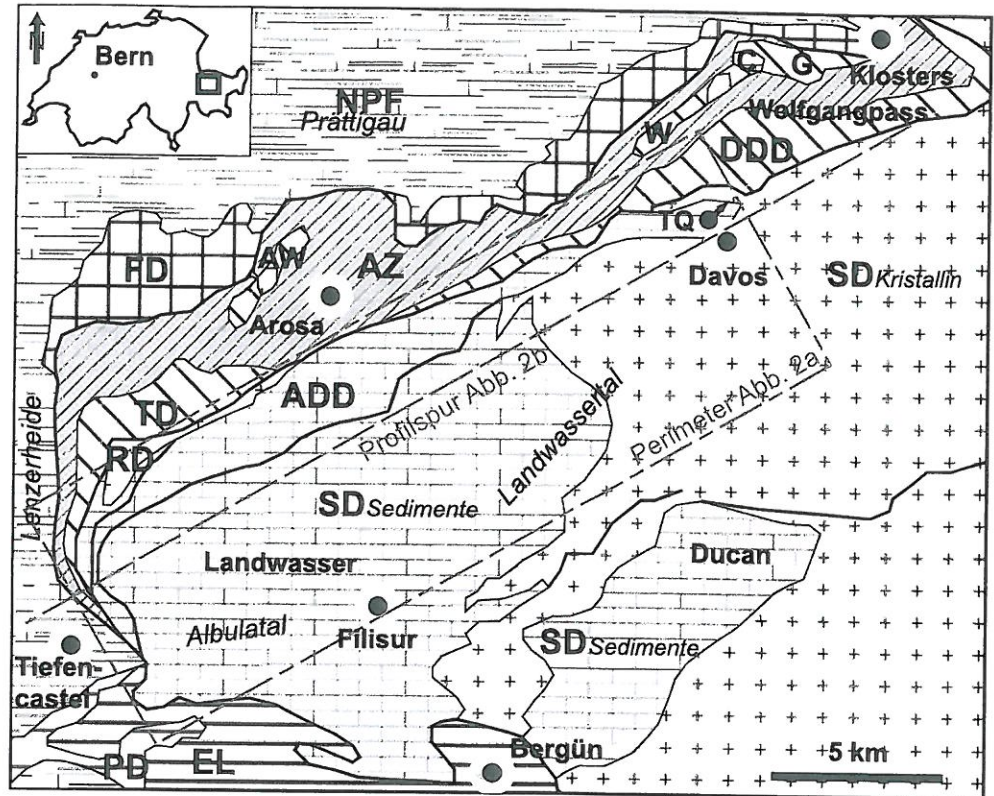 Bern
NPF
Prättigau
C
G
Klosters
Wolfgangpass
W
DDD
TQ
Davos
SD Kristallin
FD
AW
AZ
Arosa
Lenzerheide
TD
ADD
RD
Profilspur Abb. 2b
Landwassertal
Perimeter Abb. 2a
SD Sedimente
Landwasser
Ducan
Albulatal
Filisur
SD Sedimente
Tiefen-
castel
PD
EL
Bergün
5 km